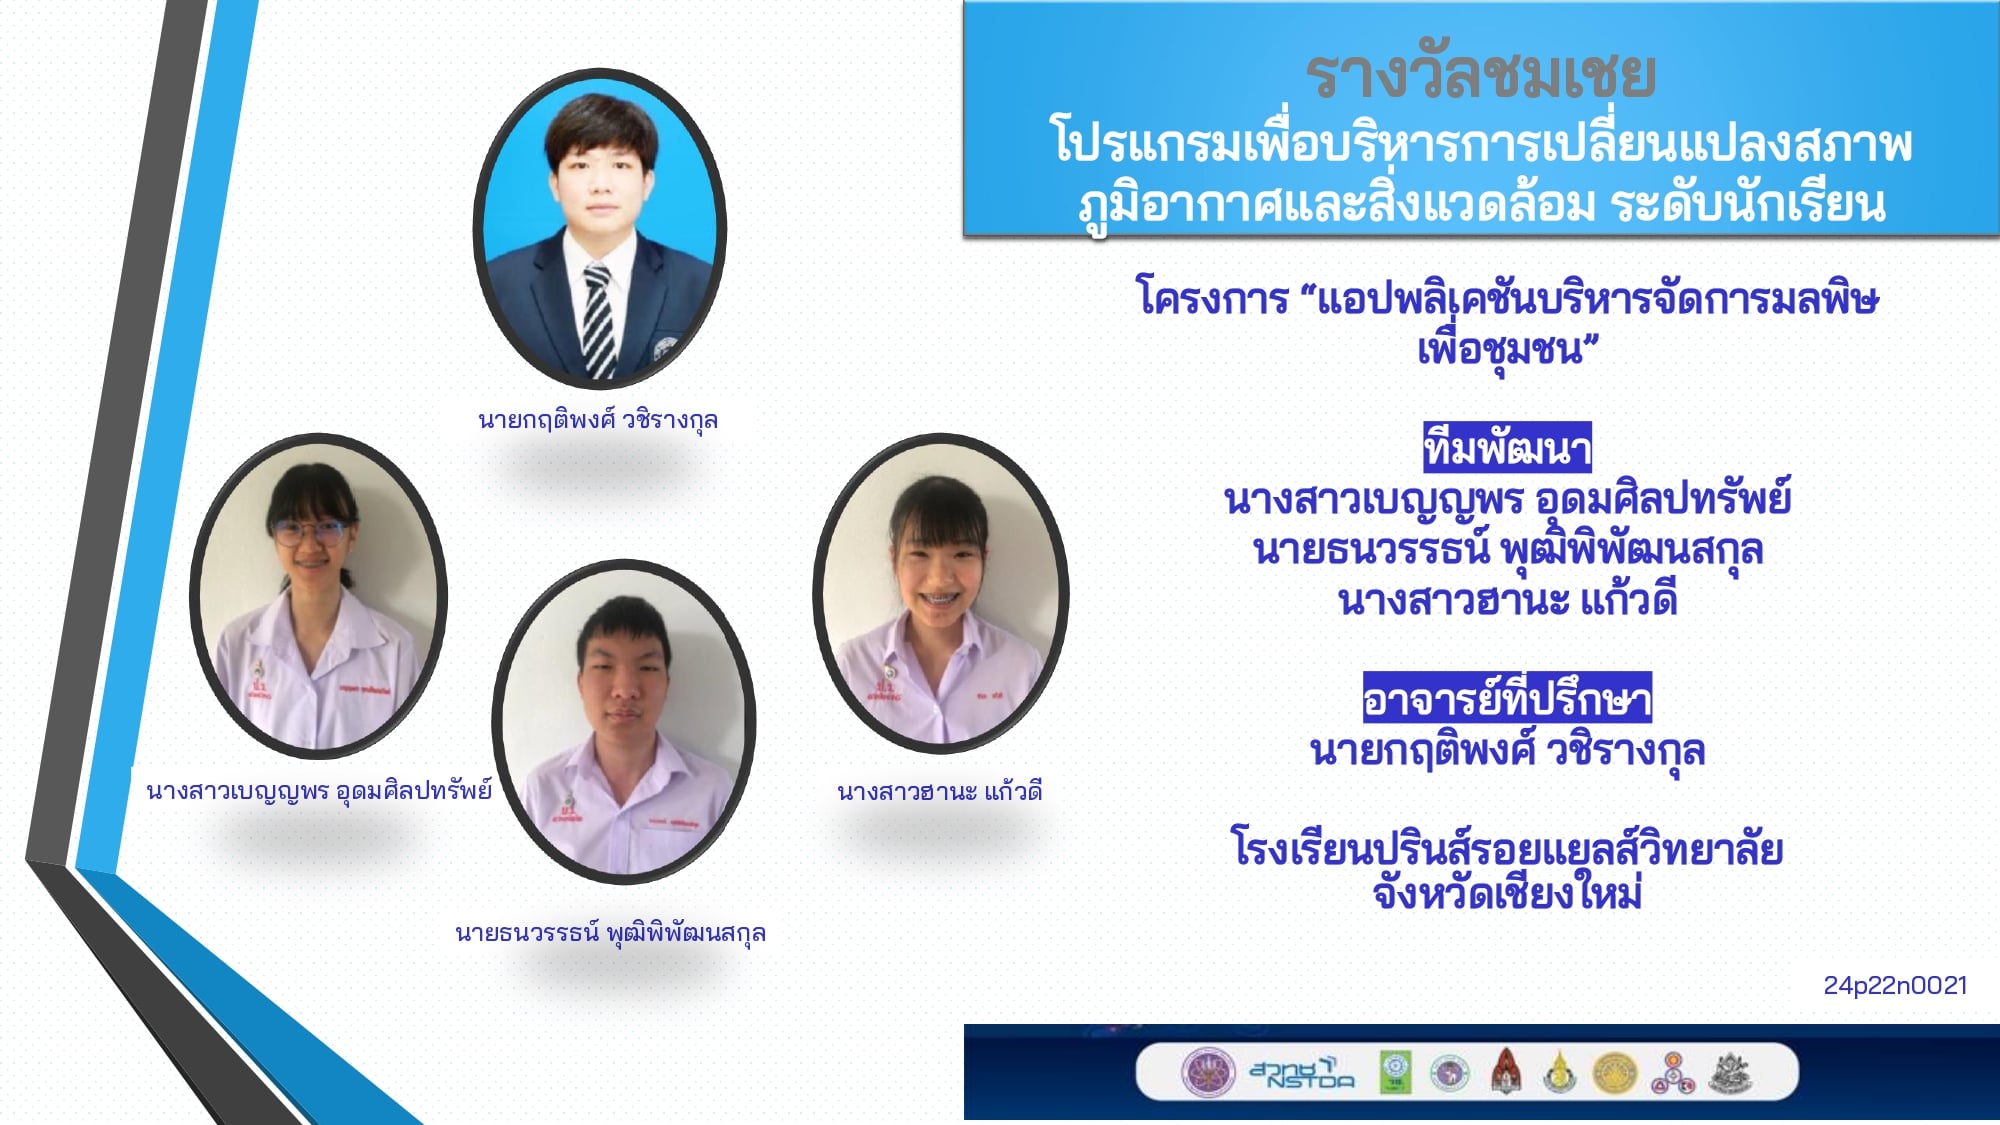 รางวัลชมเชย
โปรแกรมเพื่อบริหารการเปลี่ยนแปลงสภาพ
ภูมิอากาศและสิ่งแวดล้อม ระดับนักเรียน
โครงการ “แอปพลิเคชันบริหารจัดการมลพิษ
เพื่อชุมชน”
ทีมพัฒนา
นางสาวเบญญพร อุดมศิลปทรัพย์
นายธนวรรธน์ พุฒิพิพัฒนสกุล
นางสาวฮานะ แก้วดี
อาจารย์ที่ปรึกษา
นายกฤติพงศ์ วชิรางกุล
โรงเรียนปรินส์รอยแยลส์วิทยาลัย
จังหวัดเชียงใหม่
นายกฤติพงศ์ วชิรางกุล
นางสาวเบญญพร อุดมศิลปทรัพย์
นางสาวฮานะ แก้วดี
นายธนวรรธน์ พุฒิพิพัฒนสกุล
24p22n0021
สวทช
NSTDA